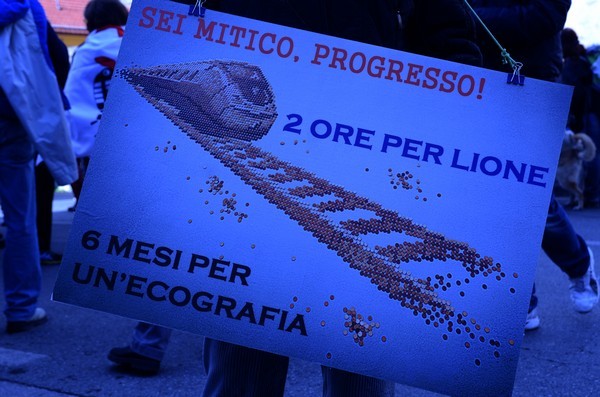 SEI MITICO, PROGRESSO!
2 ORE PER LIONE
6 MESI PER
UN'ECOGRAFIA